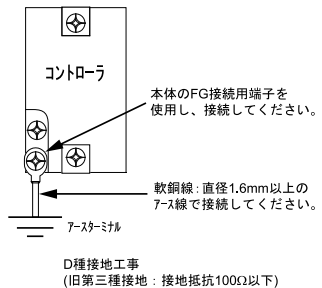 コントローラ
本体のFG接続用端子を
使用し、接続してください。
軟銅線：直径1.6mm以上の
ｱｰｽ線で接続してください。
ｱｰｽﾀｰﾐﾅﾙ
D種接地工事
(旧第三種接地：接地抵抗100Ω以下)